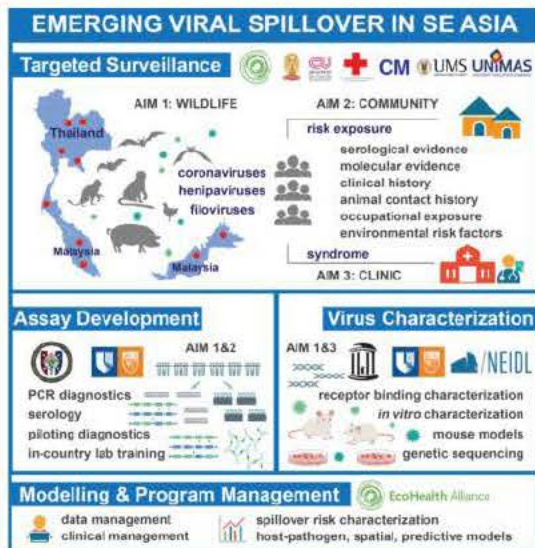 EMERGING VIRAL SPILLOVER IN SE ASIA
Targeted Surveillance
CM
UMS
UNIMAS
AIM 1: WILDLIFE
AIM 2: COMMUNITY
Thailand
risk exposure
coronaviruses
henipaviruses
filoviruses
serological evidence
molecular evidence
clinical history
animal contact history
occupational exposure
environmental risk factors
Malaysia
Malaysia
syndrome
AIM 3: CLINIC
Assay Development
AIM 1&2
PCR diagnostics
serology
piloting diagnostics
in-country lab training
Virus Characterization
AIM 1&3
/NEIDL
receptor binding characterization
in vitro characterization
mouse models
genetic sequencing
Modelling & Program Management
EcoHealth Alliance
data management
clinical management
spillover risk characterization
host-pathogen, spatial, predictive models